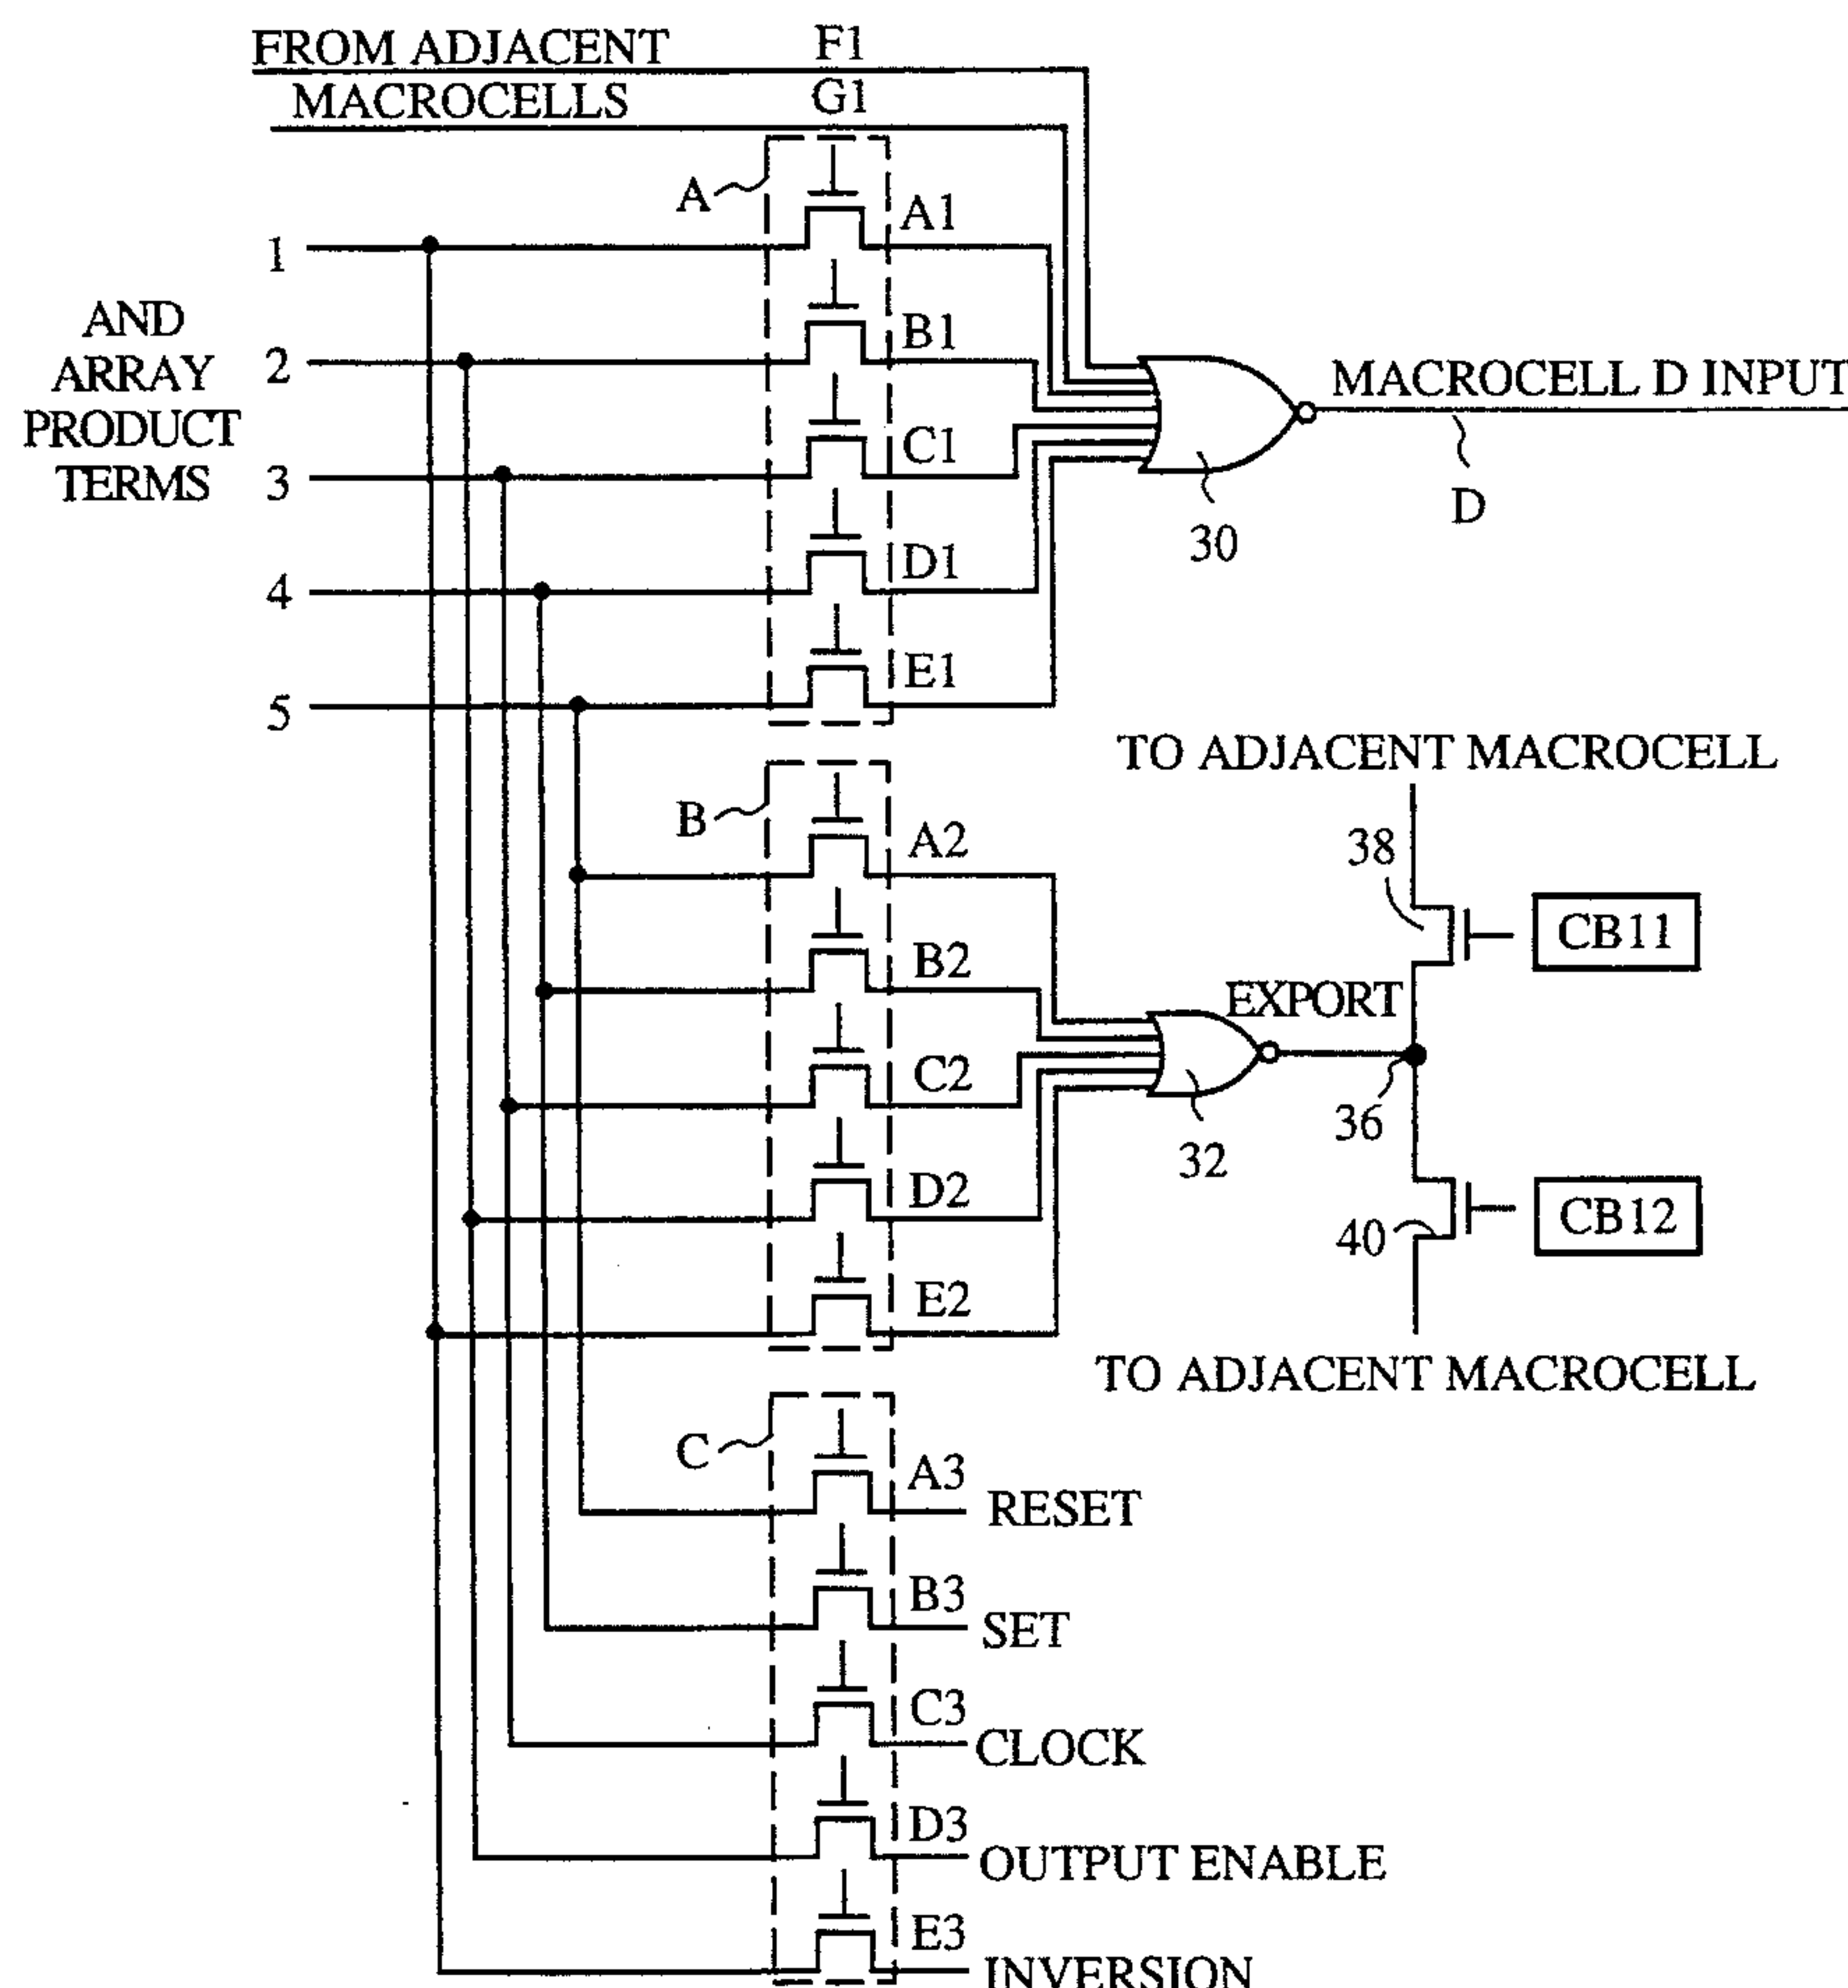 FROM ADJACENT
MACROCELLS
F1
G1
A
A1
1
B1
AND
ARRAY
PRODUCT
TERMS
2
MACROCELL D INPUT
C1
3
D
30
D1
4
E1
5
TO ADJACENT MACROCELL
B
A2
38
CB11
B2
EXPORT
C2
36
32
D2
CB12
40
E2
TO ADJACENT MACROCELL
C
A3
RESET
B3
SET
C3
CLOCK
D3
OUTPUT ENABLE
E3
INVERSION